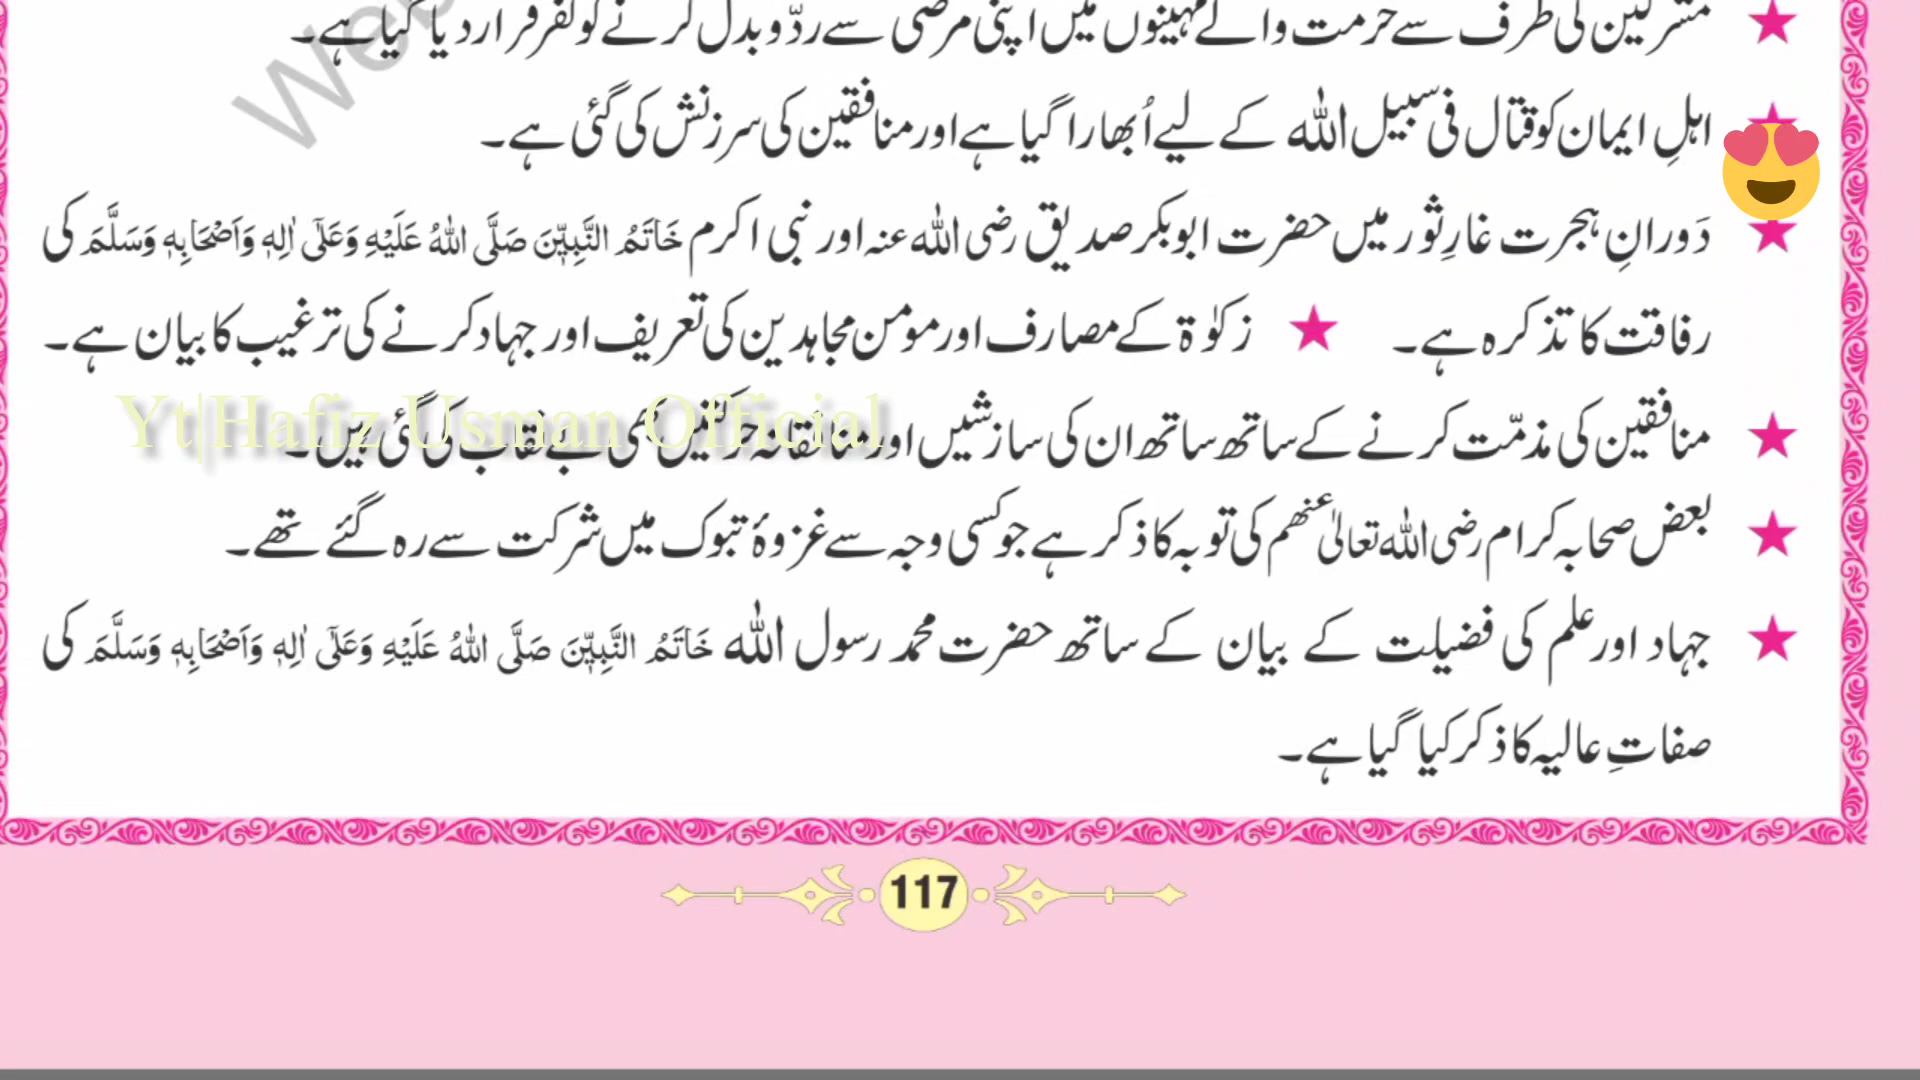 مشرکین کی طرف سے حرمت والے مہینوں میں اپنی مرضی سے ردّ و بدل کرنے کو کفر قرار دیا گیا ہے۔
اہلِ ایمان کو قتال فی سبیل اللہ کے لیے اُبھارا گیا ہے اور منافقین کی سرزنش کی گئی ہے۔
دَورانِ ہجرت غارِ ثور میں حضرت ابوبکر صدیق رضی اللہ عنہ اور نبی اکرم خَاتَمُ النَّبِيّٖنَ صَلَّى اللّٰهُ عَلَيْهِ وَعَلٰٓى اٰلِهٖ وَاَصْحَابِهٖ وَسَلَّمَ کی
رفاقت کا تذکرہ ہے۔ ★ زکوٰۃ کے مصارف اور مومن مجاہدین کی تعریف اور جہاد کرنے کی ترغیب کا بیان ہے۔
منافقین کی مذمّت کرنے کے ساتھ ساتھ ان کی سازشیں اور منافقانہ حرکتیں بھی بے نقاب کی گئی ہیں۔
Yt|Hafiz Usman Official
بعض صحابہ کرام رضی اللہ تعالیٰ عنھم کی توبہ کا ذکر ہے جو کسی وجہ سے غزوۂ تبوک میں شرکت سے رہ گئے تھے۔
جہاد اور علم کی فضیلت کے بیان کے ساتھ حضرت محمد رسول اللہ خَاتَمُ النَّبِيّٖنَ صَلَّى اللّٰهُ عَلَيْهِ وَعَلٰٓى اٰلِهٖ وَاَصْحَابِهٖ وَسَلَّمَ کی
صفاتِ عالیہ کا ذکر کیا گیا ہے۔
117